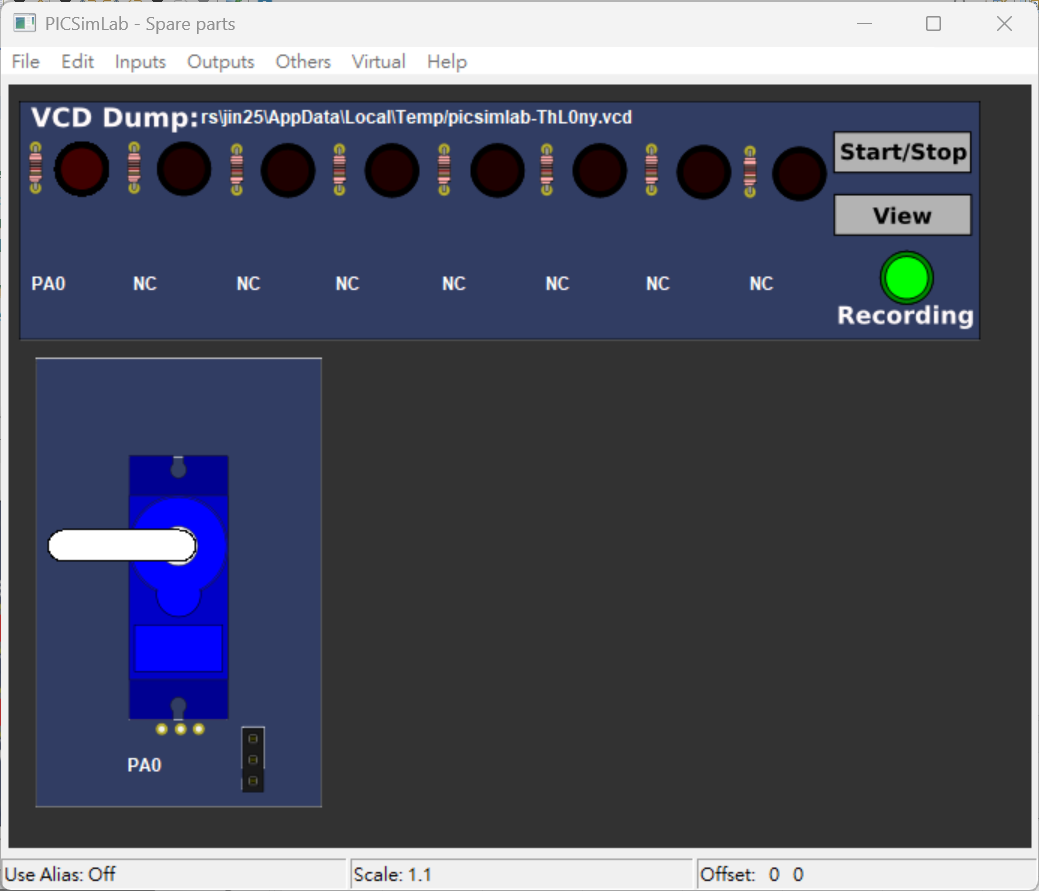 PICSimLab - Spare parts
File Edit Inputs Outputs Others Virtual Help
VCD Dump:rs\jin25\AppData\Local\Temp/picsimlab-ThL0ny.vcd
Start/Stop
View
PA0 NC NC NC NC NC NC NC
Recording
PA0
Use Alias: Off Scale: 1.1 Offset: 0 0